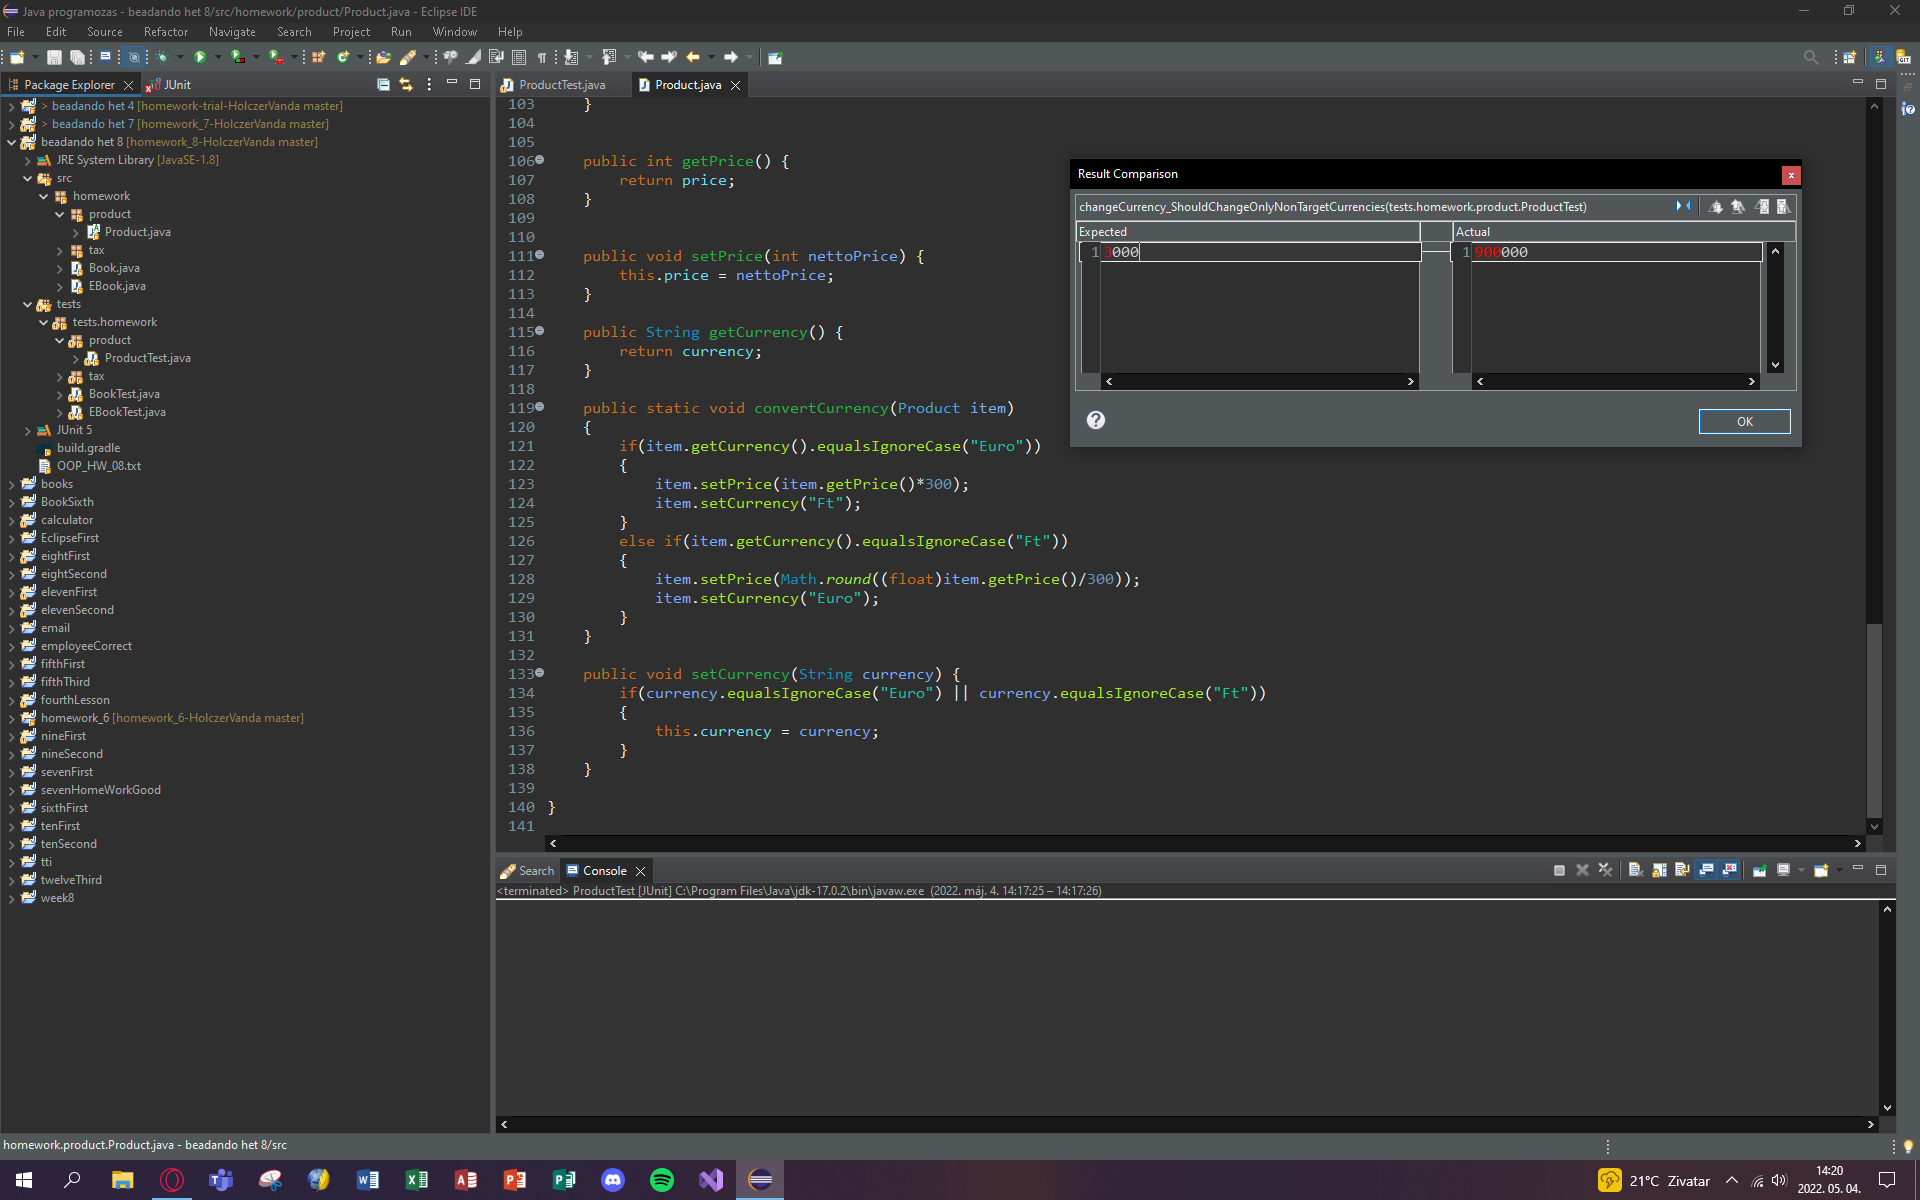 Java programozas - beadando het 8/src/homework/product/Product.java - Eclipse IDE
File Edit Source Refactor Navigate Search Project Run Window Help
Package Explorer
JUnit
> beadando het 4 [homework-trial-HolczerVanda master]
> beadando het 7 [homework_7-HolczerVanda master]
beadando het 8 [homework_8-HolczerVanda master]
JRE System Library [JavaSE-1.8]
src
homework
product
Product.java
tax
Book.java
EBook.java
tests
tests.homework
product
ProductTest.java
tax
BookTest.java
EBookTest.java
JUnit 5
build.gradle
OOP_HW_08.txt
books
BookSixth
calculator
EclipseFirst
eightFirst
eightSecond
elevenFirst
elevenSecond
email
employeeCorrect
fifthFirst
fifthThird
fourthLesson
homework_6 [homework_6-HolczerVanda master]
nineFirst
nineSecond
sevenFirst
sevenHomeWorkGood
sixthFirst
tenFirst
tenSecond
tti
twelveThird
week8
ProductTest.java
Product.java
103 }
104
105
106 public int getPrice() {
107 return price;
108 }
109
110
111 public void setPrice(int nettoPrice) {
112 this.price = nettoPrice;
113 }
114
115 public String getCurrency() {
116 return currency;
117 }
118
119 public static void convertCurrency(Product item)
120 {
121 if(item.getCurrency().equalsIgnoreCase("Euro"))
122 {
123 item.setPrice(item.getPrice()*300);
124 item.setCurrency("Ft");
125 }
126 else if(item.getCurrency().equalsIgnoreCase("Ft"))
127 {
128 item.setPrice(Math.round((float)item.getPrice()/300));
129 item.setCurrency("Euro");
130 }
131 }
132
133 public void setCurrency(String currency) {
134 if(currency.equalsIgnoreCase("Euro") || currency.equalsIgnoreCase("Ft"))
135 {
136 this.currency = currency;
137 }
138 }
139
140 }
141
Result Comparison
x
changeCurrency_ShouldChangeOnlyNonTargetCurrencies(tests.homework.product.ProductTest)
Expected
Actual
1 3000
1 900000
OK
Search
Console
<terminated> ProductTest [JUnit] C:\Program Files\Java\jdk-17.0.2\bin\javaw.exe (2022. máj. 4. 14:17:25 – 14:17:26)
homework.product.Product.java - beadando het 8/src
21°C Zivatar
14:20
2022. 05. 04.